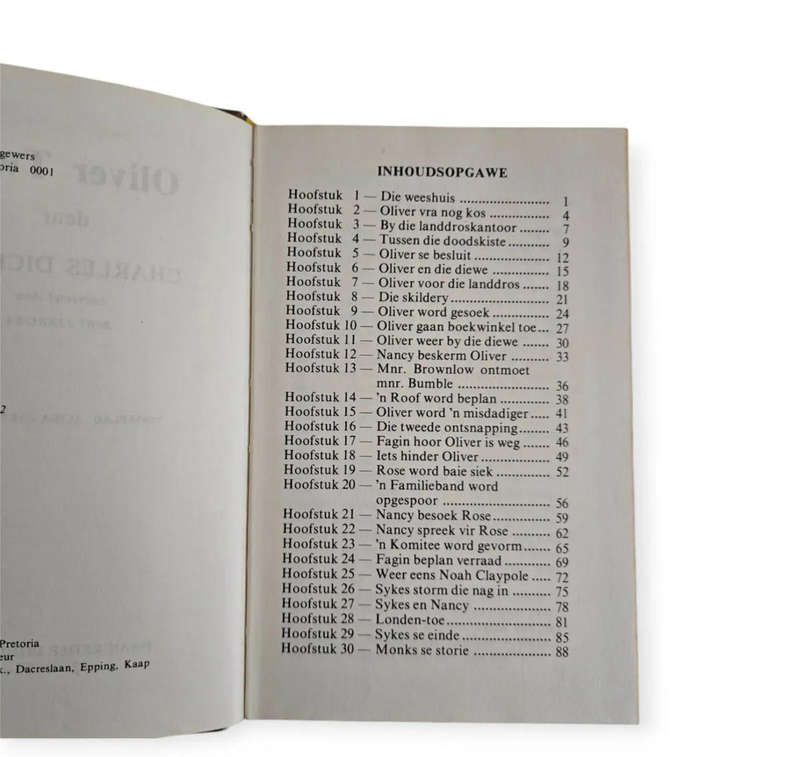 gewers
oria 0001
2
Pretoria
eur
k., Dacreslaan, Epping, Kaap
INHOUDSOPGAWE
Hoofstuk 1 — Die weeshuis ........................ 1
Hoofstuk 2 — Oliver vra nog kos ................ 4
Hoofstuk 3 — By die landdroskantoor ........ 7
Hoofstuk 4 — Tussen die doodskiste ........... 9
Hoofstuk 5 — Oliver se besluit .................... 12
Hoofstuk 6 — Oliver en die diewe ............... 15
Hoofstuk 7 — Oliver voor die landdros ....... 18
Hoofstuk 8 — Die skildery ........................... 21
Hoofstuk 9 — Oliver word gesoek ............... 24
Hoofstuk 10 — Oliver gaan boekwinkel toe ... 27
Hoofstuk 11 — Oliver weer by die diewe ...... 30
Hoofstuk 12 — Nancy beskerm Oliver .......... 33
Hoofstuk 13 — Mnr. Brownlow ontmoet
mnr. Bumble ......................... 36
Hoofstuk 14 — 'n Roof word beplan .............. 38
Hoofstuk 15 — Oliver word 'n misdadiger ..... 41
Hoofstuk 16 — Die tweede ontsnapping ........ 43
Hoofstuk 17 — Fagin hoor Oliver is weg ....... 46
Hoofstuk 18 — Iets hinder Oliver ................... 49
Hoofstuk 19 — Rose word baie siek ............... 52
Hoofstuk 20 — 'n Familieband word
opgespoor ............................. 56
Hoofstuk 21 — Nancy besoek Rose ............... 59
Hoofstuk 22 — Nancy spreek vir Rose .......... 62
Hoofstuk 23 — 'n Komitee word gevorm ....... 65
Hoofstuk 24 — Fagin beplan verraad ............ 69
Hoofstuk 25 — Weer eens Noah Claypole ..... 72
Hoofstuk 26 — Sykes storm die nag in .......... 75
Hoofstuk 27 — Sykes en Nancy ..................... 78
Hoofstuk 28 — Londen-toe ............................ 81
Hoofstuk 29 — Sykes se einde ....................... 85
Hoofstuk 30 — Monks se storie ..................... 88